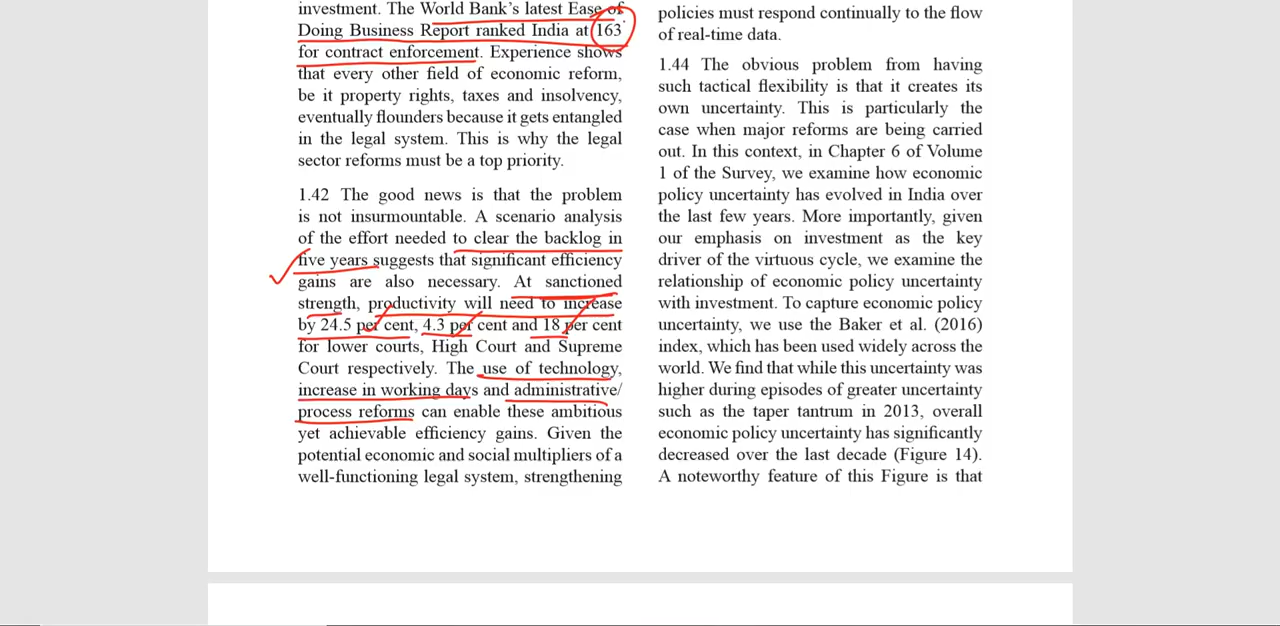 investment. The World Bank's latest Ease of
Doing Business Report ranked India at 163
for contract enforcement. Experience shows
that every other field of economic reform,
be it property rights, taxes and insolvency,
eventually flounders because it gets entangled
in the legal system. This is why the legal
sector reforms must be a top priority.
1.42 The good news is that the problem
is not insurmountable. A scenario analysis
of the effort needed to clear the backlog in
five years suggests that significant efficiency
gains are also necessary. At sanctioned
strength, productivity will need to increase
by 24.5 per cent, 4.3 per cent and 18 per cent
for lower courts, High Court and Supreme
Court respectively. The use of technology,
increase in working days and administrative/
process reforms can enable these ambitious
yet achievable efficiency gains. Given the
potential economic and social multipliers of a
well-functioning legal system, strengthening
policies must respond continually to the flow
of real-time data.
1.44 The obvious problem from having
such tactical flexibility is that it creates its
own uncertainty. This is particularly the
case when major reforms are being carried
out. In this context, in Chapter 6 of Volume
1 of the Survey, we examine how economic
policy uncertainty has evolved in India over
the last few years. More importantly, given
our emphasis on investment as the key
driver of the virtuous cycle, we examine the
relationship of economic policy uncertainty
with investment. To capture economic policy
uncertainty, we use the Baker et al. (2016)
index, which has been used widely across the
world. We find that while this uncertainty was
higher during episodes of greater uncertainty
such as the taper tantrum in 2013, overall
economic policy uncertainty has significantly
decreased over the last decade (Figure 14).
A noteworthy feature of this Figure is that